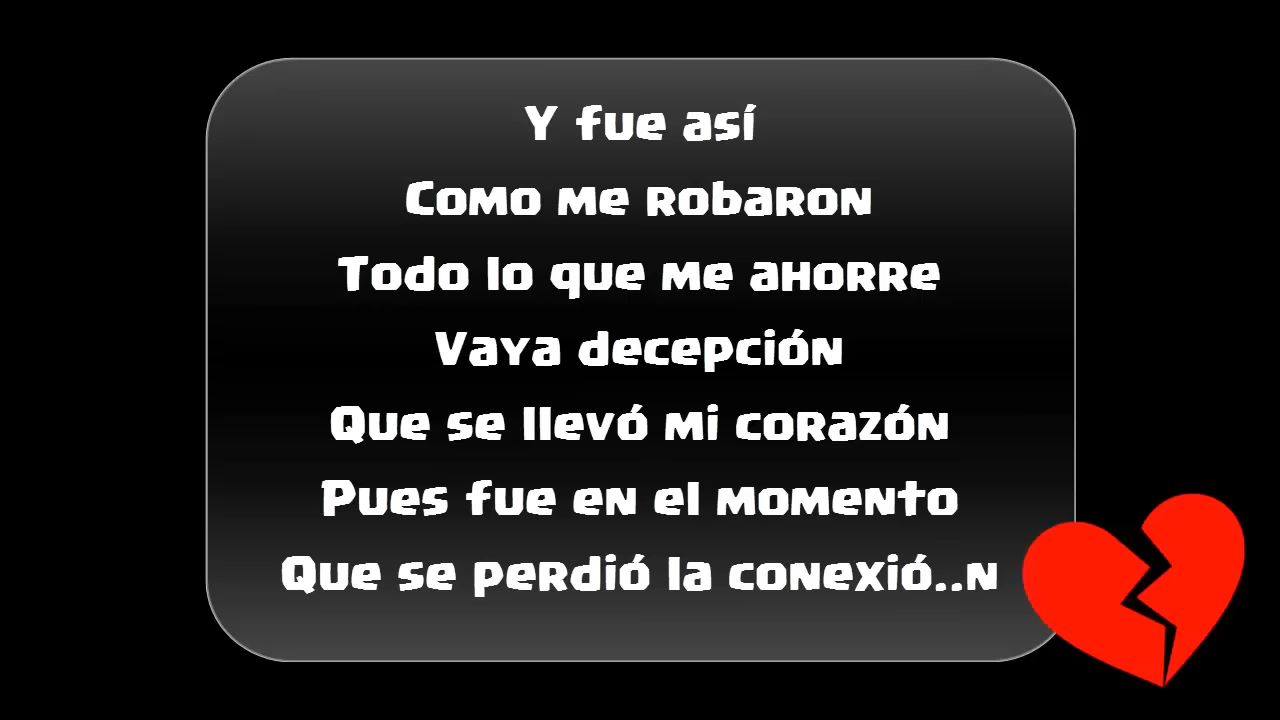 Y fue así
Como me robaron
Todo lo que me ahorre
Vaya decepción
Que se llevó mi corazón
Pues fue en el momento
Que se perdió la conexió..n